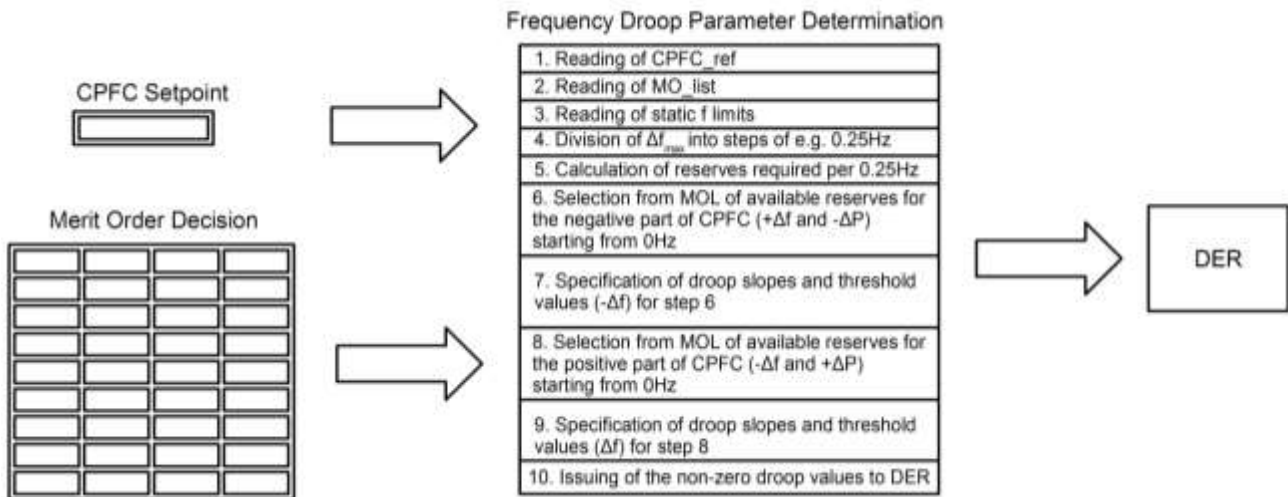 Frequency Droop Parameter Determination
CPFC Setpoint
Merit Order Decision
1. Reading of CPFC_ref
2. Reading of MO_list
3. Reading of static f limits
4. Division of Δfmax into steps of e.g. 0.25Hz
5. Calculation of reserves required per 0.25Hz
6. Selection from MOL of available reserves for
the negative part of CPFC (+Δf and -ΔP)
starting from 0Hz
7. Specification of droop slopes and threshold
values (-Δf) for step 6
8. Selection from MOL of available reserves for
the positive part of CPFC (-Δf and +ΔP)
starting from 0Hz
9. Specification of droop slopes and threshold
values (Δf) for step 8
10. Issuing of the non-zero droop values to DER
DER